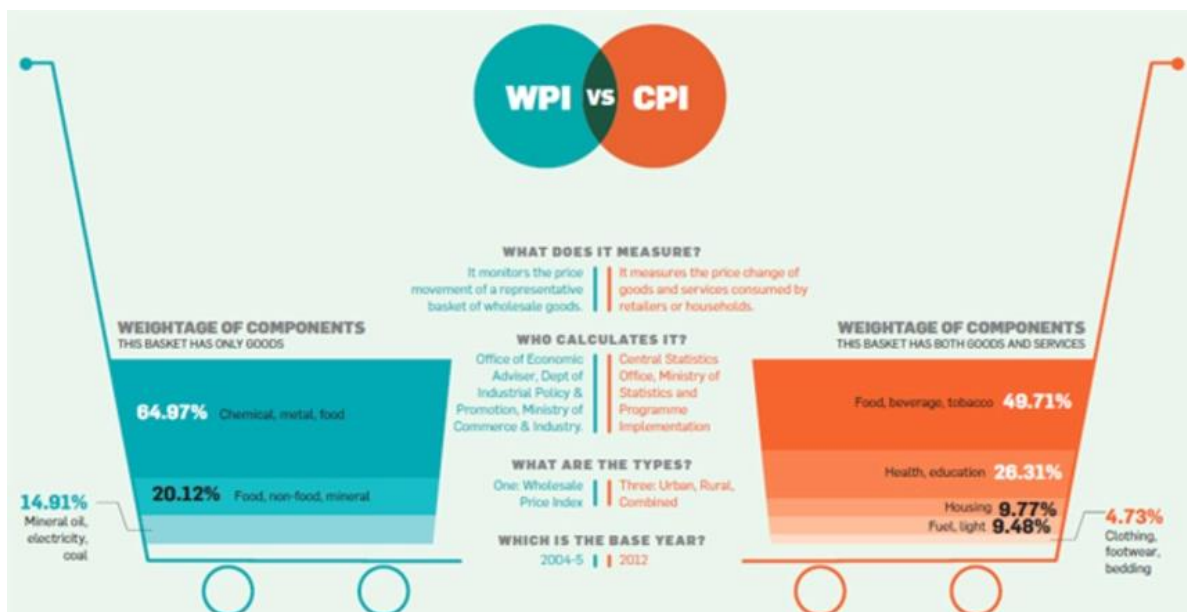 WPI VS CPI
WHAT DOES IT MEASURE?
It monitors the price
movement of a representative
basket of wholesale goods.
It measures the price change of
goods and services consumed by
retailers or households.
WHO CALCULATES IT?
Office of Economic
Adviser, Dept of
Industrial Policy &
Promotion, Ministry of
Commerce & Industry.
Central Statistics
Office, Ministry of
Statistics and
Programme
Implementation
WHAT ARE THE TYPES?
One: Wholesale
Price Index
Three: Urban, Rural,
Combined
WHICH IS THE BASE YEAR?
2004-5
2012
WEIGHTAGE OF COMPONENTS
THIS BASKET HAS ONLY GOODS
64.97% Chemical, metal, food
20.12% Food, non-food, mineral
14.91%
Mineral oil,
electricity,
coal
WEIGHTAGE OF COMPONENTS
THIS BASKET HAS BOTH GOODS AND SERVICES
Food, beverage, tobacco 49.71%
Health, education 26.31%
Housing 9.77%
Fuel, light 9.48%
4.73%
Clothing,
footwear,
bedding